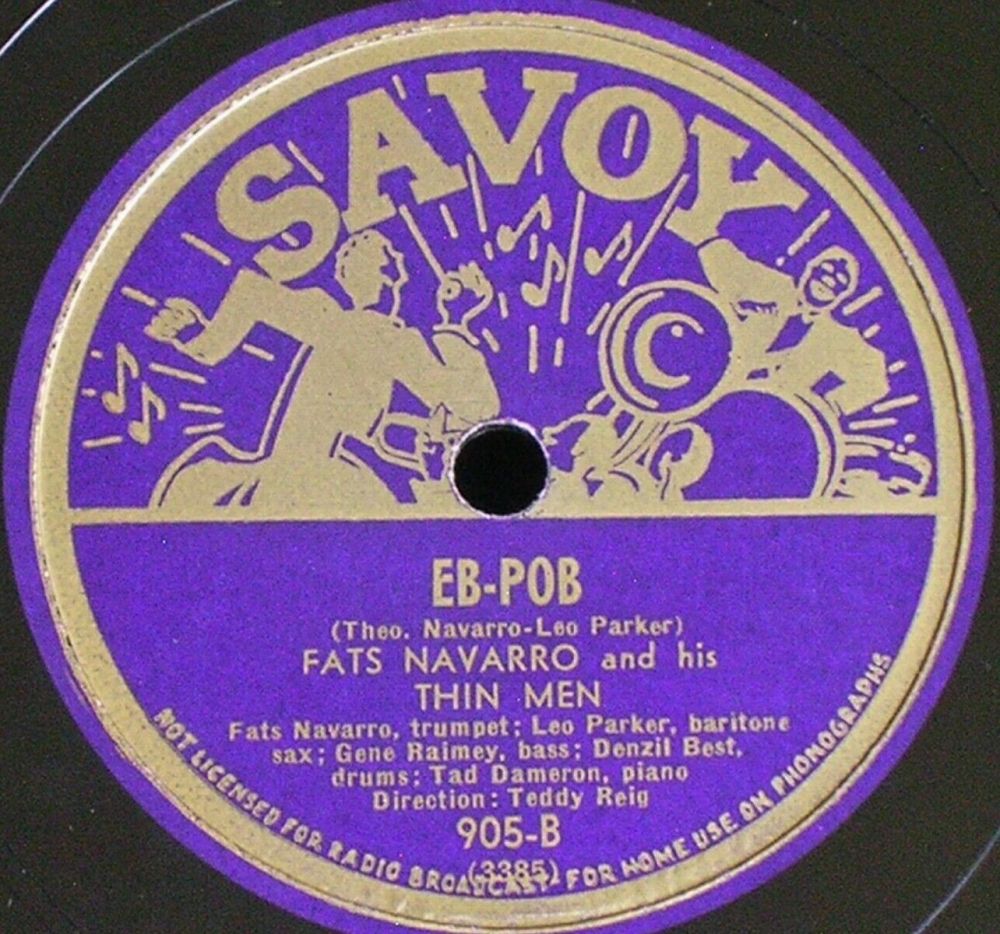 SAVOY
EB-POB
(Theo. Navarro-Leo Parker)
FATS NAVARRO and his
THIN MEN
Fats Navarro, trumpet; Leo Parker, baritone
sax; Gene Raimey, bass; Denzil Best,
drums; Tad Dameron, piano
Direction: Teddy Reig
905-B
(3385)
NOT LICENSED FOR RADIO BROADCAST- FOR HOME USE ON PHONOGRAPHS